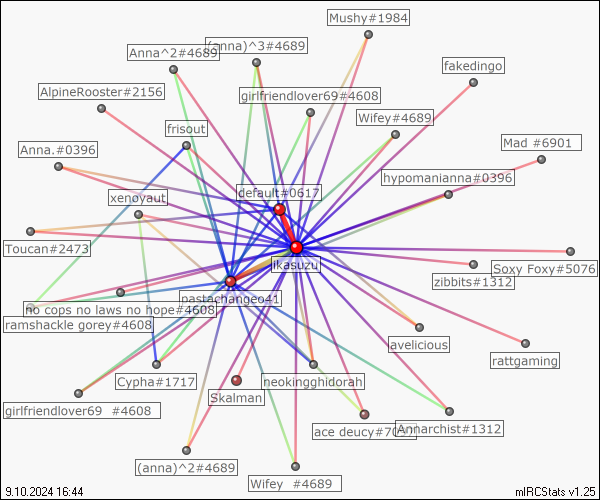 Mushy#1984
Anna^2#4689
(anna)^3#4689
fakedingo
AlpineRooster#2156
girlfriendlover69#4608
Wifey#4689
frisout
Mad #6901
Anna.#0396
hypomanianna#0396
default#0617
xenoyaut
Toucan#2473
ikasuzu
Soxy Foxy#5076
zibbits#1312
pastachangeo41
no cops no laws no hope#4608
ramshackle gorey#4608
avelicious
rattgaming
Cypha#1717
neokingghidorah
Skalman
girlfriendlover69 #4608
ace deucy#70
Annarchist#1312
(anna)^2#4689
Wifey #4689
9.10.2024 16:44
mIRCStats v1.25